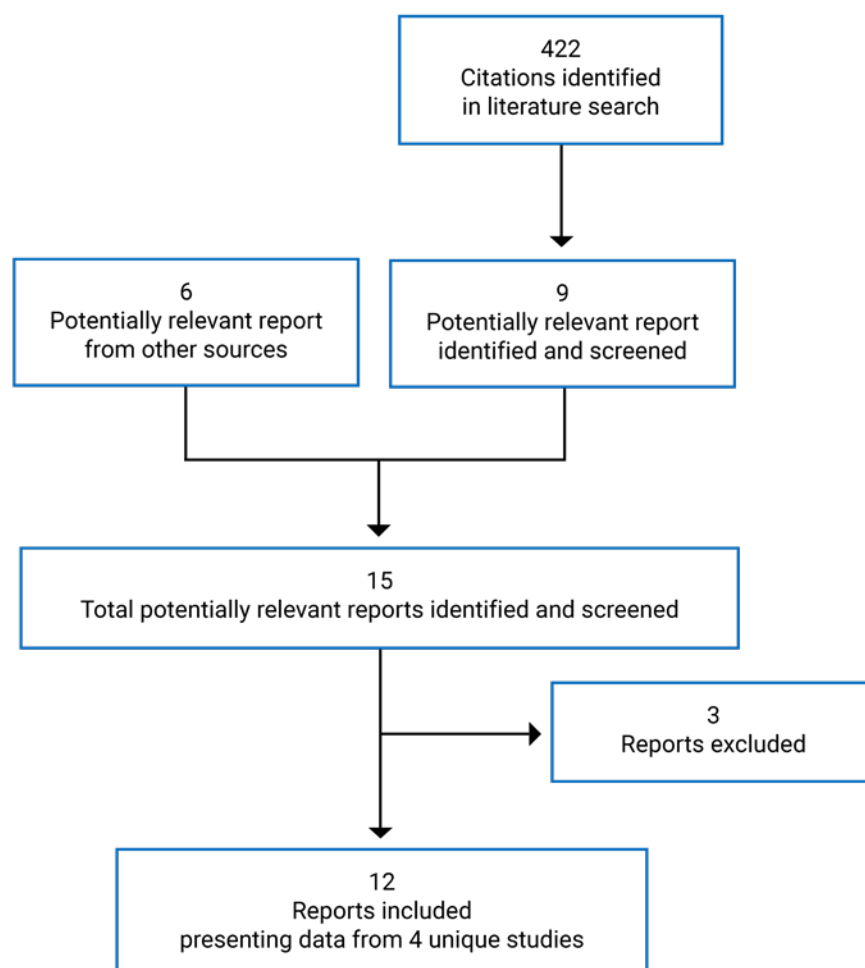 422
Citations identified
in literature search
6
Potentially relevant report
from other sources
9
Potentially relevant report
identified and screened
15
Total potentially relevant reports identified and screened
3
Reports excluded
12
Reports included
presenting data from 4 unique studies